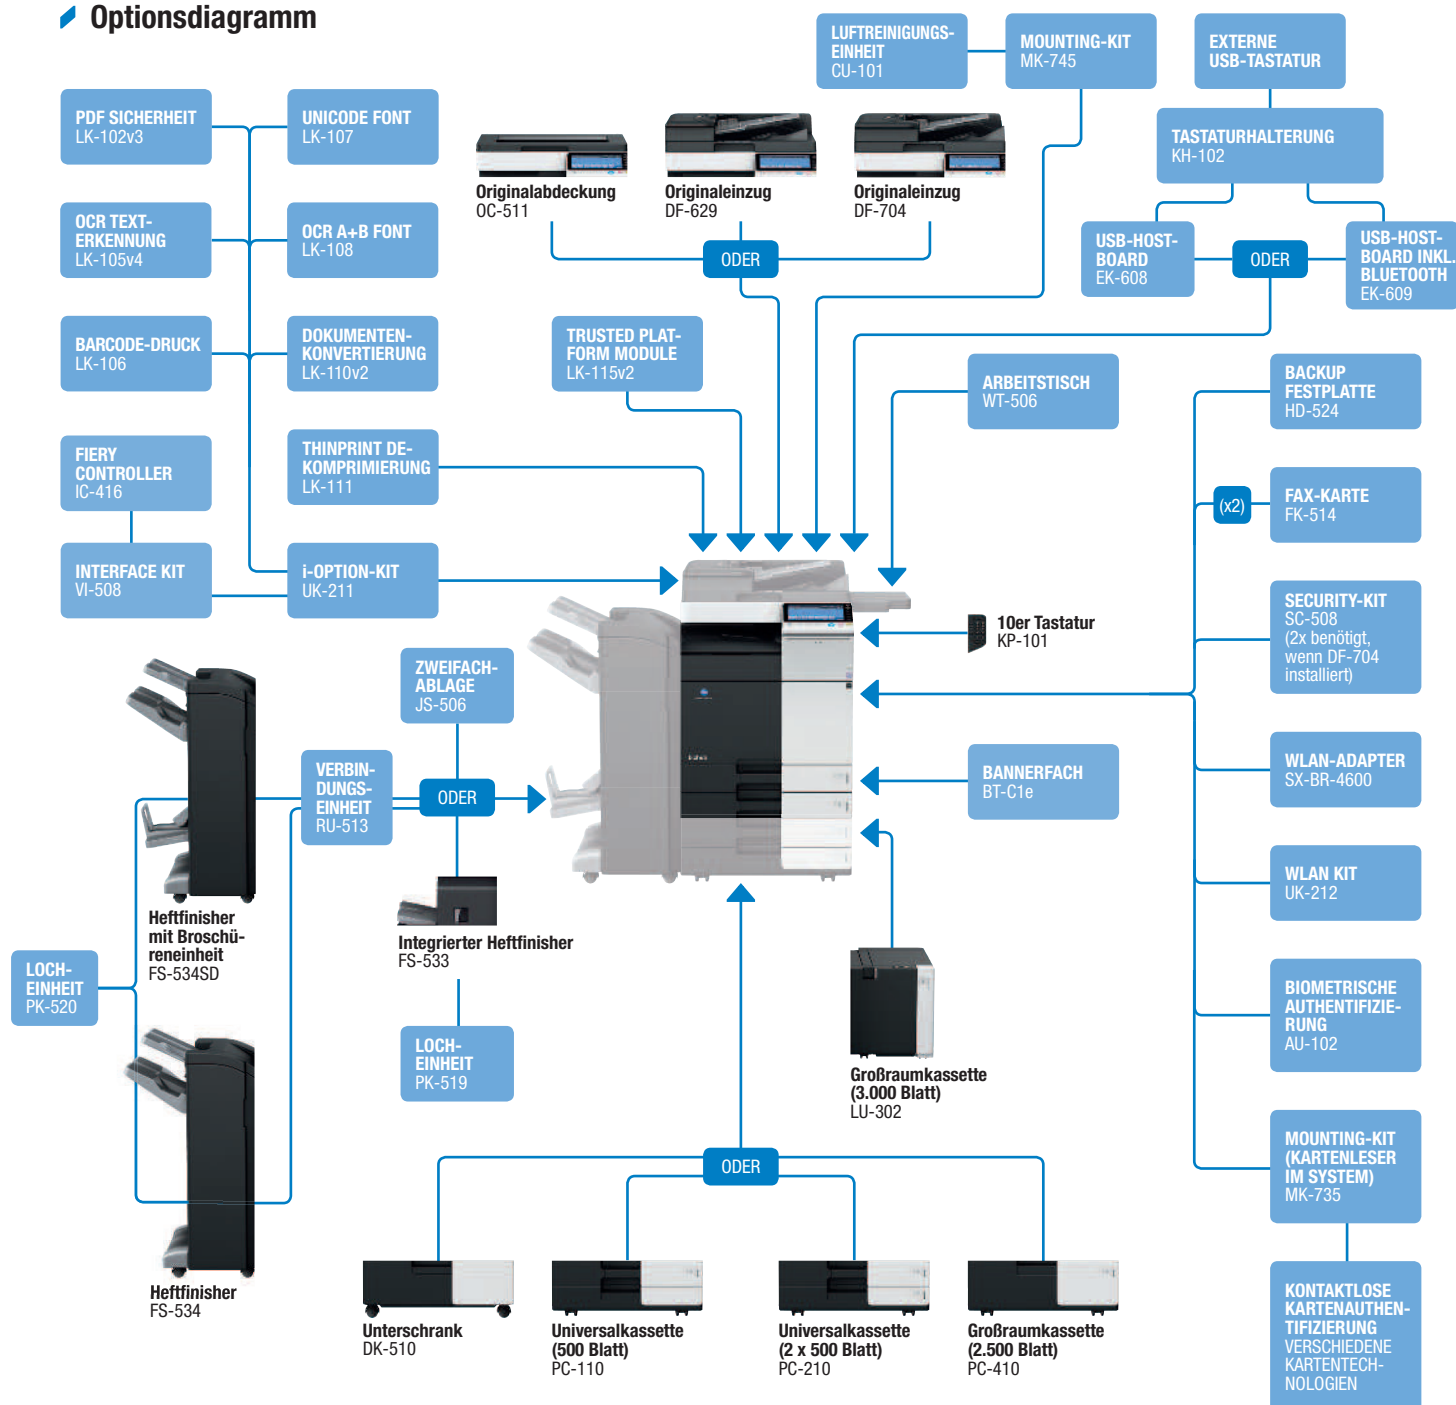 Optionsdiagramm
LUFTREINIGUNGS-
EINHEIT
CU-101
MOUNTING-KIT
MK-745
EXTERNE
USB-TASTATUR
PDF SICHERHEIT
LK-102v3
UNICODE FONT
LK-107
TASTATURHALTERUNG
KH-102
Originalabdeckung
OC-511
Originaleinzug
DF-629
Originaleinzug
DF-704
OCR TEXT-
ERKENNUNG
LK-105v4
OCR A+B FONT
LK-108
ODER
USB-HOST-
BOARD
EK-608
ODER
USB-HOST-
BOARD INKL.
BLUETOOTH
EK-609
BARCODE-DRUCK
LK-106
DOKUMENTEN-
KONVERTIERUNG
LK-110v2
TRUSTED PLAT-
FORM MODULE
LK-115v2
ARBEITSTISCH
WT-506
BACKUP
FESTPLATTE
HD-524
FIERY
CONTROLLER
IC-416
THINPRINT DE-
KOMPRIMIERUNG
LK-111
(x2)
FAX-KARTE
FK-514
INTERFACE KIT
VI-508
i-OPTION-KIT
UK-211
SECURITY-KIT
SC-508
(2x benötigt,
wenn DF-704
installiert)
10er Tastatur
KP-101
ZWEIFACH-
ABLAGE
JS-506
VERBIN-
DUNGS-
EINHEIT
RU-513
ODER
BANNERFACH
BT-C1e
WLAN-ADAPTER
SX-BR-4600
WLAN KIT
UK-212
Heftfinisher
mit Broschü-
reneinheit
FS-534SD
Integrierter Heftfinisher
FS-533
LOCH-
EINHEIT
PK-520
LOCH-
EINHEIT
PK-519
Großraumkassette
(3.000 Blatt)
LU-302
BIOMETRISCHE
AUTHENTIFIZIE-
RUNG
AU-102
MOUNTING-KIT
(KARTENLESER
IM SYSTEM)
MK-735
ODER
Heftfinisher
FS-534
Unterschrank
DK-510
Universalkassette
(500 Blatt)
PC-110
Universalkassette
(2 x 500 Blatt)
PC-210
Großraumkassette
(2.500 Blatt)
PC-410
KONTAKTLOSE
KARTENAUTHEN-
TIFIZIERUNG
VERSCHIEDENE
KARTENTECH-
NOLOGIEN